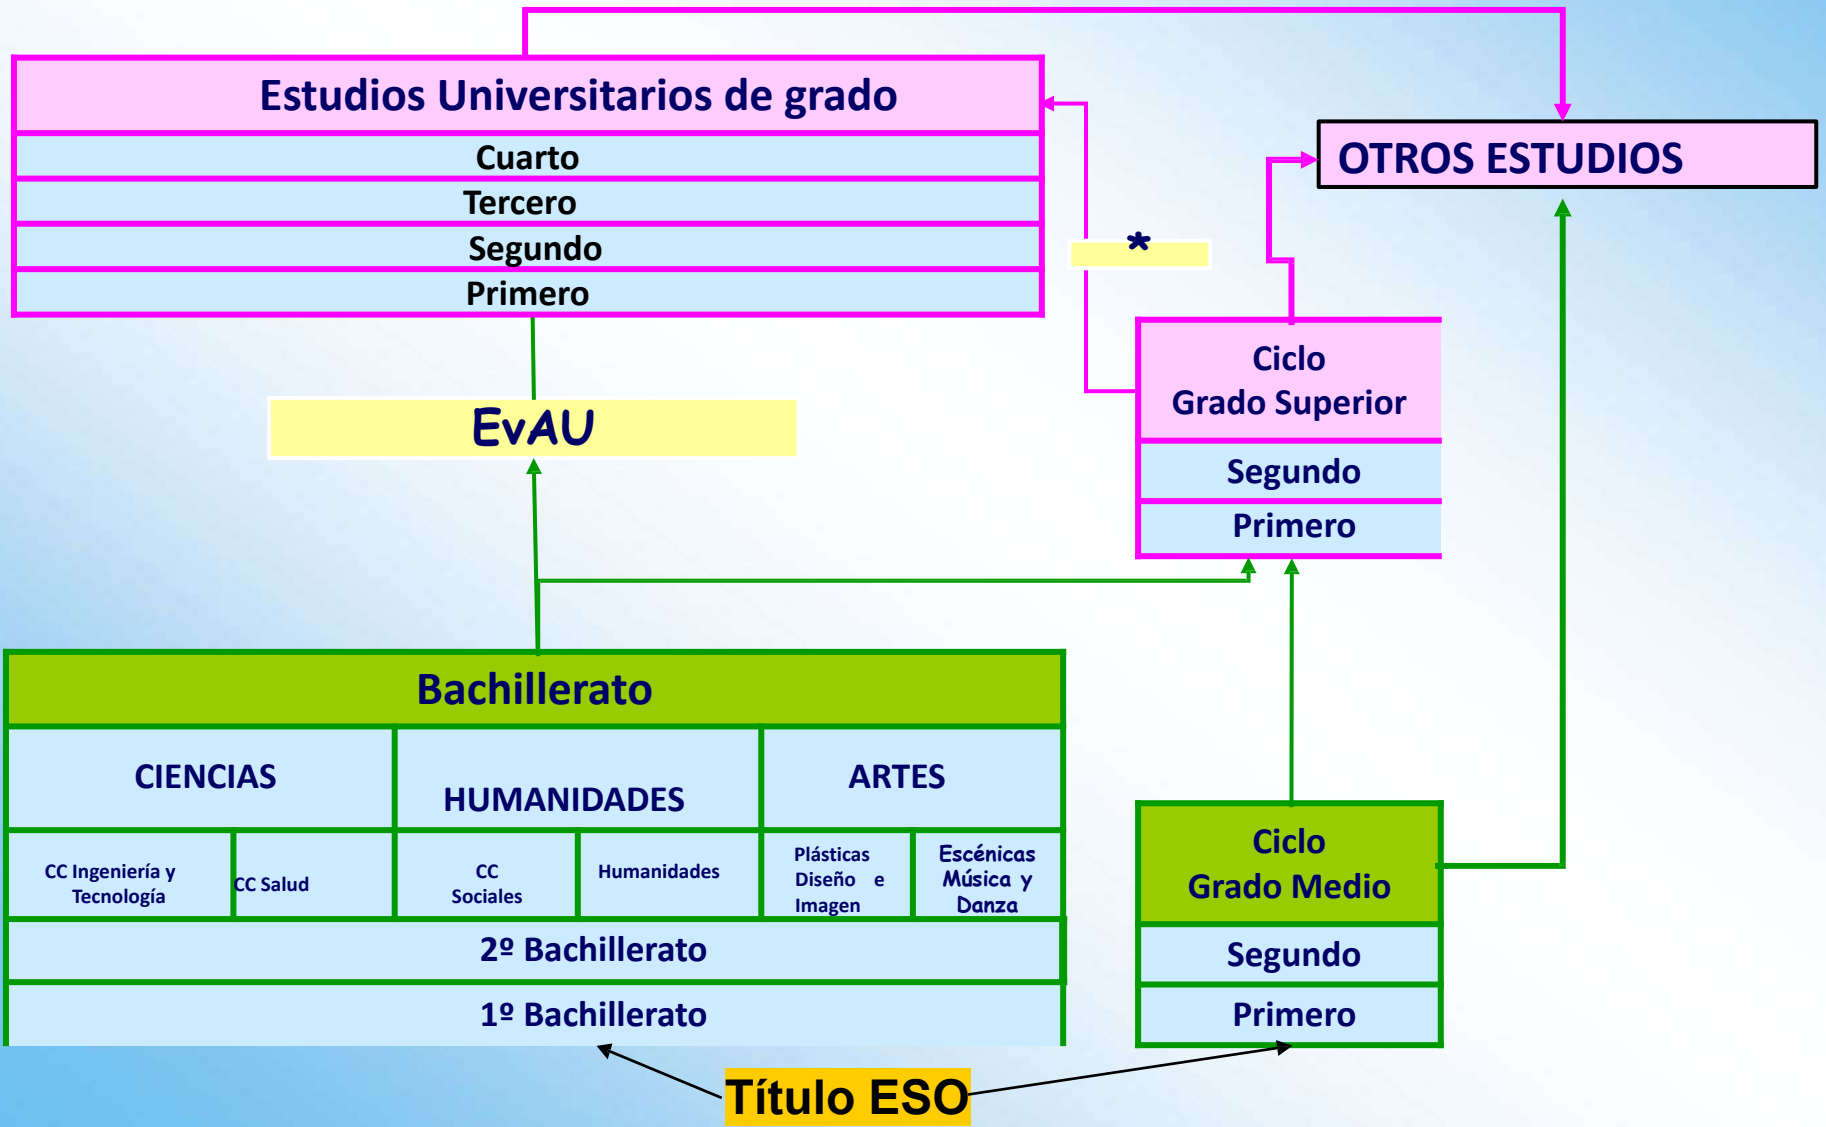 Estudios Universitarios de grado
Cuarto
Tercero
Segundo
Primero
OTROS ESTUDIOS
*
Ciclo
Grado Superior
Segundo
Primero
EvAU
Bachillerato
CIENCIAS
HUMANIDADES
ARTES
CC Ingeniería y
Tecnología
CC Salud
CC
Sociales
Humanidades
Plásticas
Diseño e
Imagen
Escénicas
Música y
Danza
2º Bachillerato
1º Bachillerato
Ciclo
Grado Medio
Segundo
Primero
Título ESO